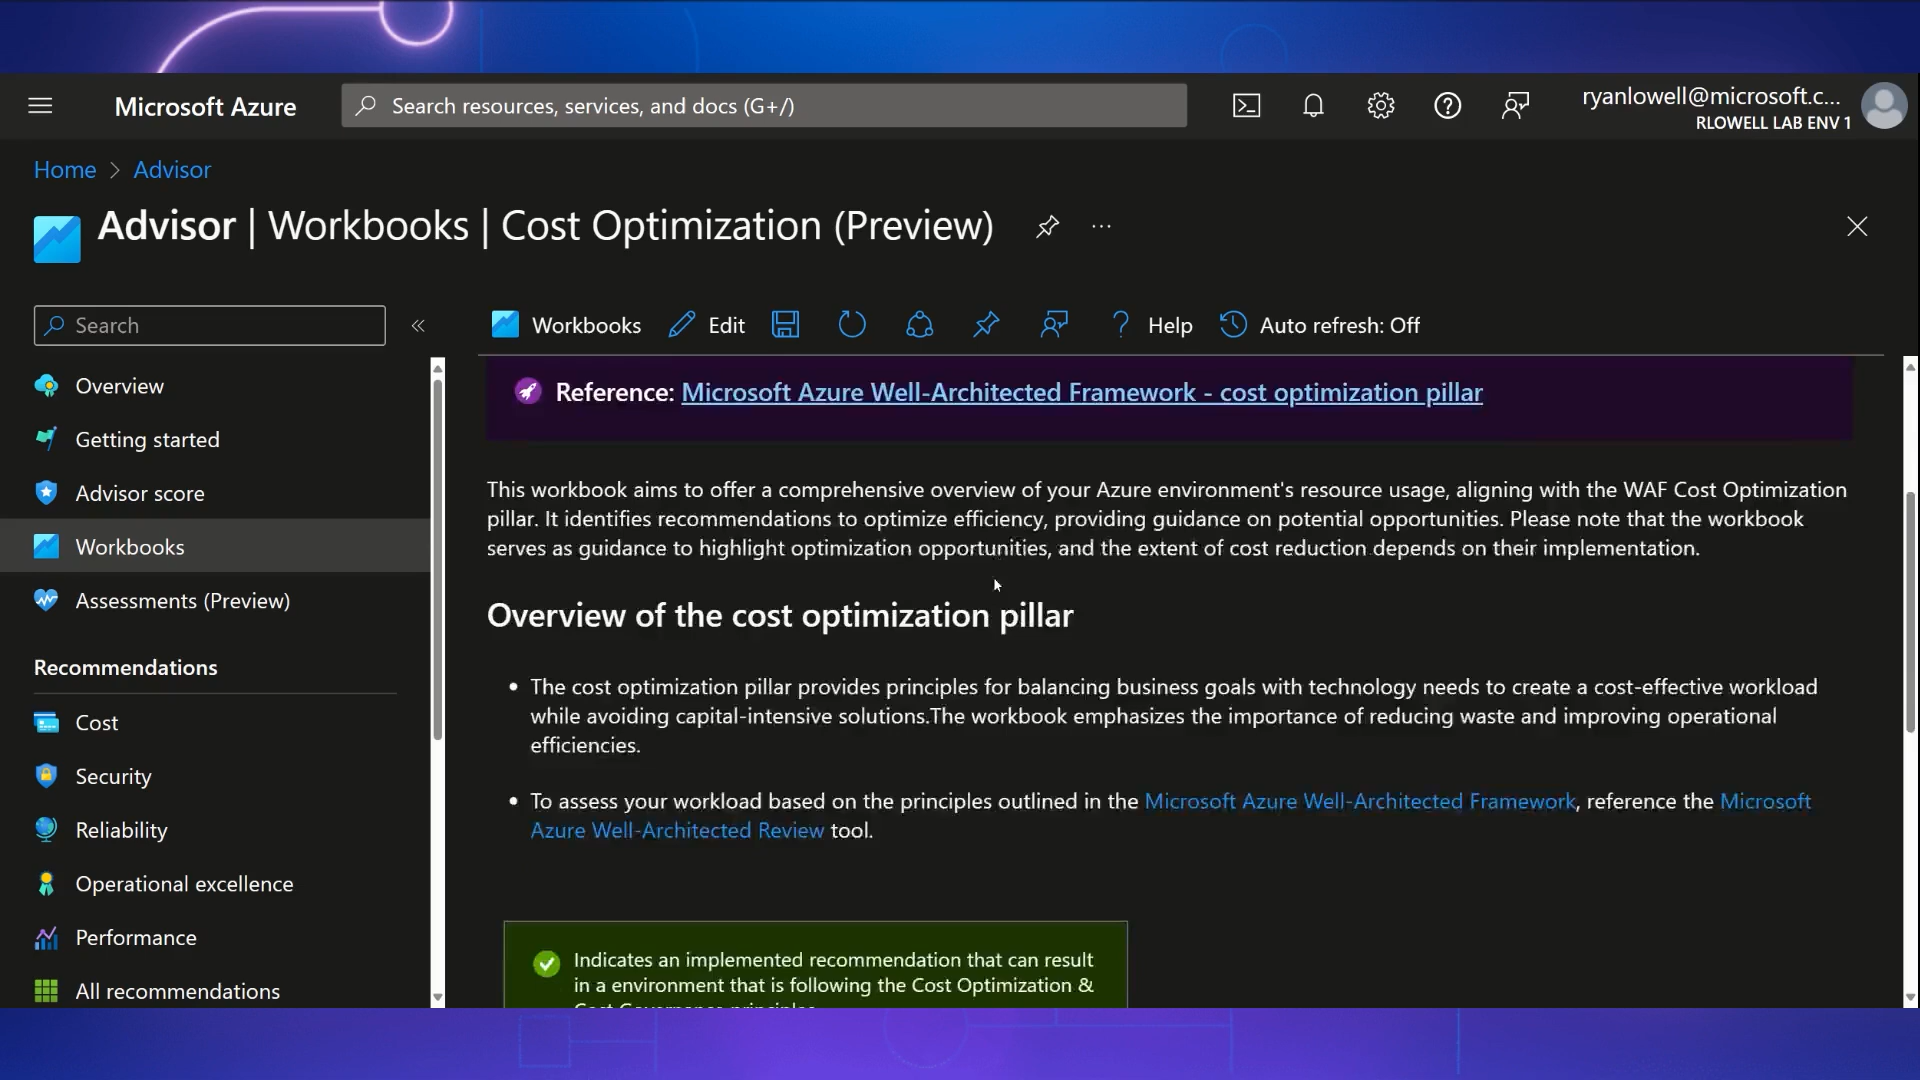 Microsoft Azure
Search resources, services, and docs (G+/)
ryanlowell@microsoft.c...
RLOWELL LAB ENV 1
Home > Advisor
Advisor | Workbooks | Cost Optimization (Preview)
Search
Workbooks
Edit
Help
Auto refresh: Off
Overview
Getting started
Advisor score
Workbooks
Assessments (Preview)
Recommendations
Cost
Security
Reliability
Operational excellence
Performance
All recommendations
Reference: Microsoft Azure Well-Architected Framework - cost optimization pillar
This workbook aims to offer a comprehensive overview of your Azure environment's resource usage, aligning with the WAF Cost Optimization
pillar. It identifies recommendations to optimize efficiency, providing guidance on potential opportunities. Please note that the workbook
serves as guidance to highlight optimization opportunities, and the extent of cost reduction depends on their implementation.
Overview of the cost optimization pillar
• The cost optimization pillar provides principles for balancing business goals with technology needs to create a cost-effective workload
while avoiding capital-intensive solutions.The workbook emphasizes the importance of reducing waste and improving operational
efficiencies.
• To assess your workload based on the principles outlined in the Microsoft Azure Well-Architected Framework, reference the Microsoft
Azure Well-Architected Review tool.
Indicates an implemented recommendation that can result
in a environment that is following the Cost Optimization &